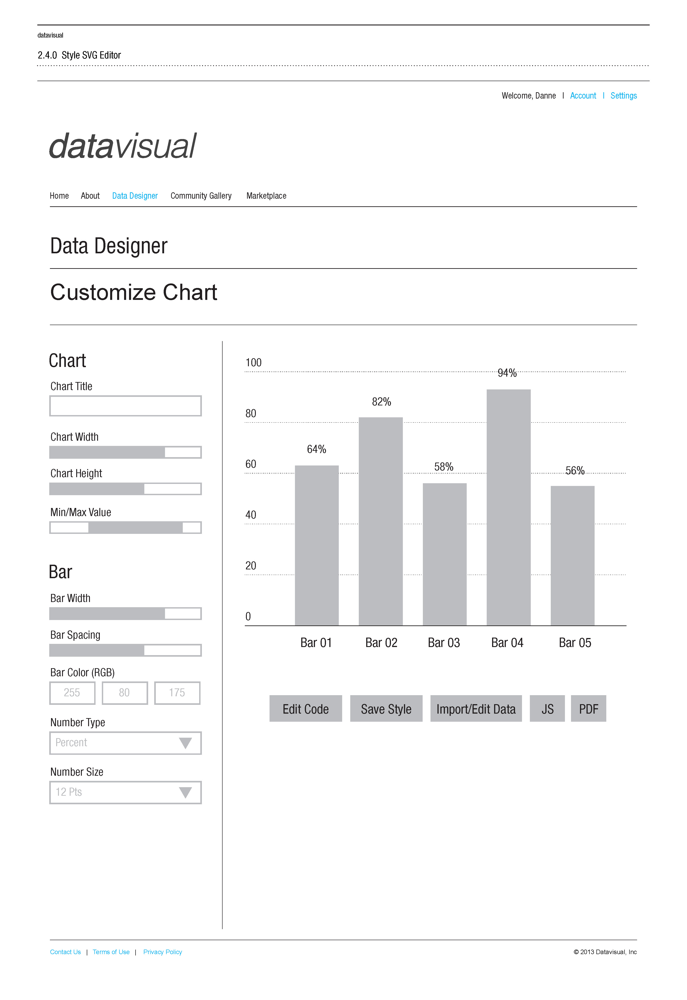 datavisual
2.4.0 Style SVG Editor
Welcome, Danne | Account | Settings
datavisual
Home About Data Designer Community Gallery Marketplace
Data Designer
Customize Chart
Chart
Chart Title
Chart Width
Chart Height
Min/Max Value
Bar
Bar Width
Bar Spacing
Bar Color (RGB)
255 80 175
Number Type
Percent
Number Size
12 Pts
100
94%
82%
80
64%
60
58%
56%
40
20
0
Bar 01 Bar 02 Bar 03 Bar 04 Bar 05
Edit Code Save Style Import/Edit Data JS PDF
Contact Us | Terms of Use | Privacy Policy
© 2013 Datavisual, Inc